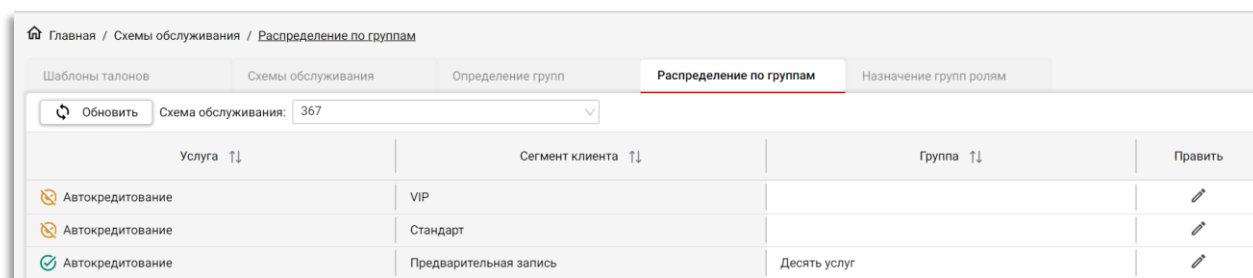 Главная / Схемы обслуживания / Распределение по группам
Шаблоны талонов Схемы обслуживания Определение групп Распределение по группам Назначение групп ролям
Обновить Схема обслуживания: 367
Услуга Сегмент клиента Группа Править
Автокредитование VIP
Автокредитование Стандарт
Автокредитование Предварительная запись Десять услуг